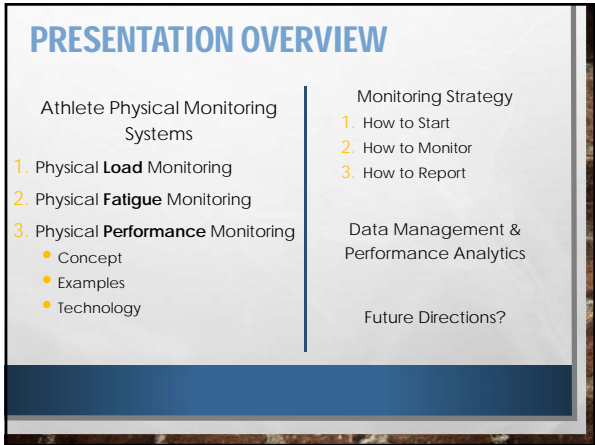 PRESENTATION OVERVIEW
Athlete Physical Monitoring
Systems
1. Physical Load Monitoring
2. Physical Fatigue Monitoring
3. Physical Performance Monitoring
• Concept
• Examples
• Technology
Monitoring Strategy
1. How to Start
2. How to Monitor
3. How to Report
Data Management &
Performance Analytics
Future Directions?